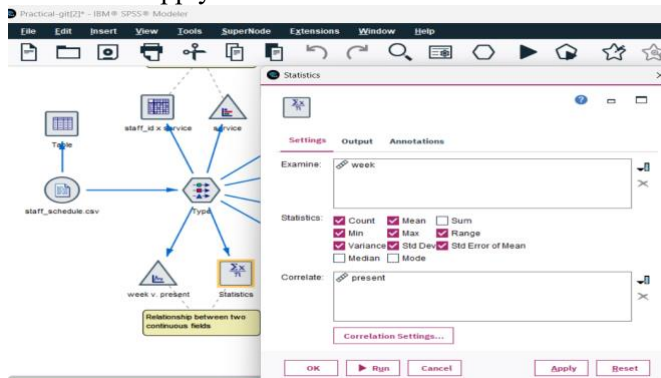 Practical-git[2]* - IBM® SPSS® Modeler
File Edit Insert View Tools SuperNode Extensions Window Help
Statistics
staff_id x service
service
Table
Settings Output Annotations
Examine: week
staff_schedule.csv
Type
Statistics: Count Mean Sum
Min Max Range
Variance Std Dev Std Error of Mean
Median Mode
week v. present
Statistics
Correlate: present
Relationship between two
continuous fields
Correlation Settings...
OK Run Cancel Apply Reset